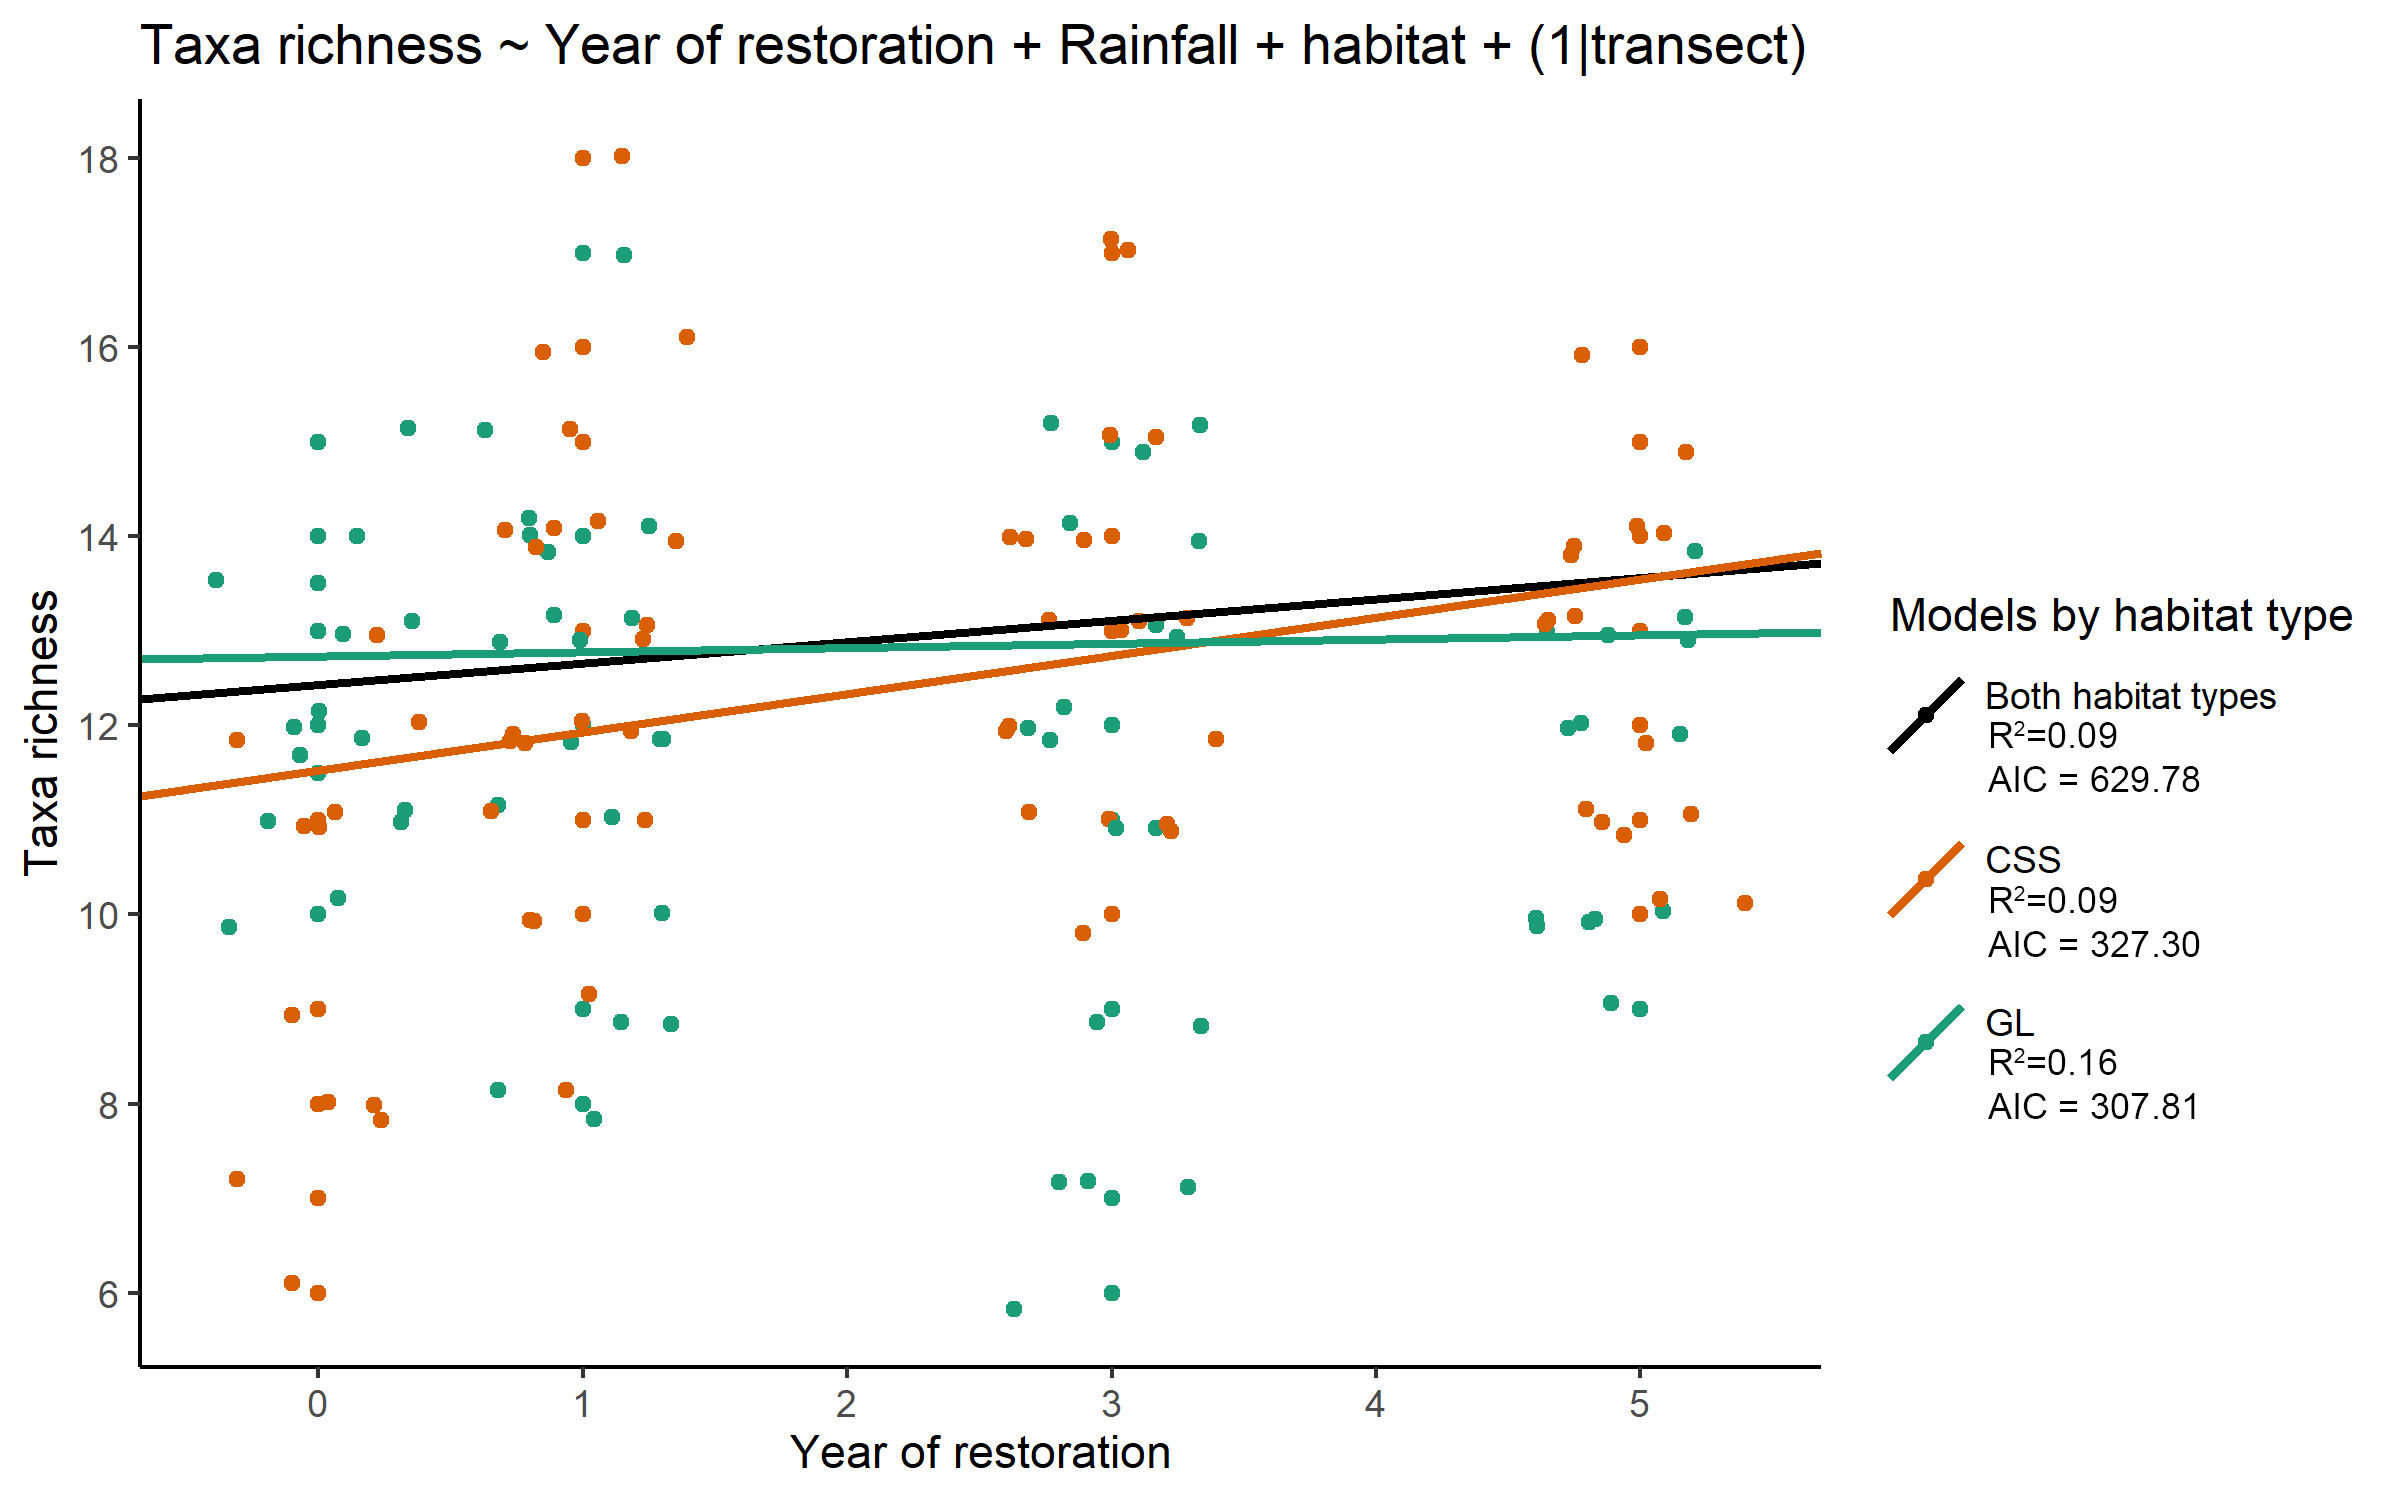 Taxa richness ~ Year of restoration + Rainfall + habitat + (1|transect)
18
16
14
12
10
8
6
Taxa richness
0 1 2 3 4 5
Year of restoration
Models by habitat type
Both habitat types
R²=0.09
AIC = 629.78
CSS
R²=0.09
AIC = 327.30
GL
R²=0.16
AIC = 307.81